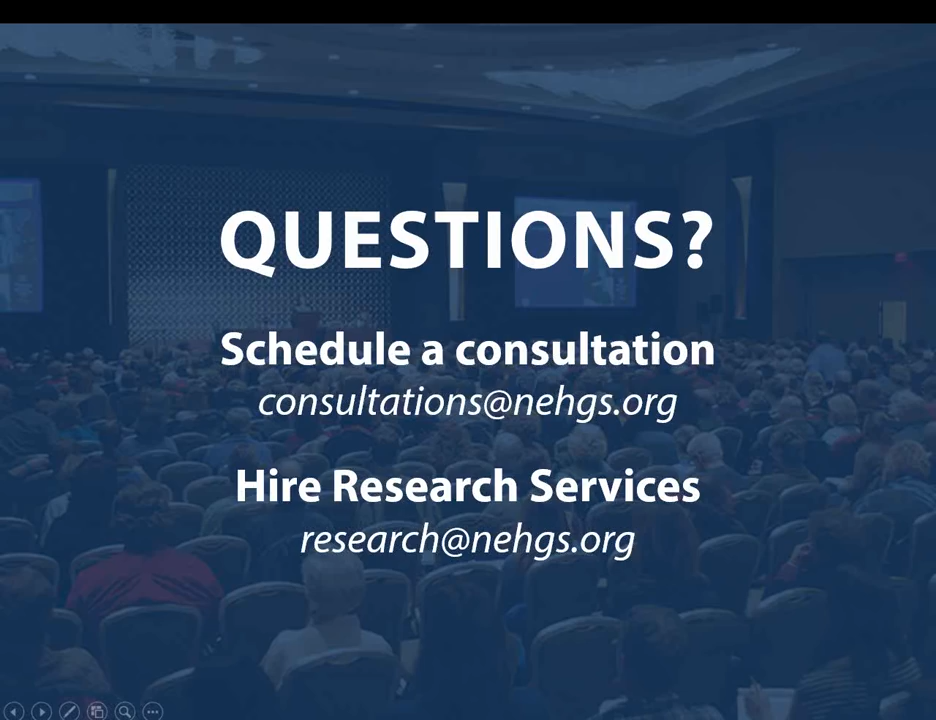 QUESTIONS?
Schedule a consultation
consultations@nehgs.org
Hire Research Services
research@nehgs.org